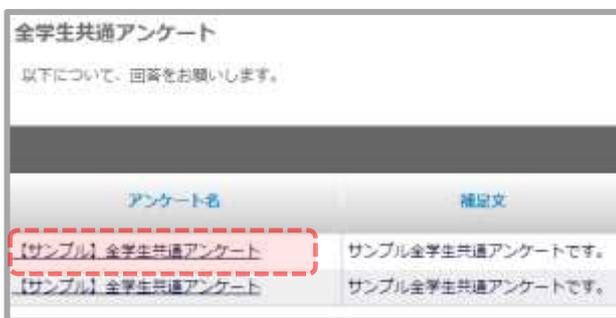 全学生共通アンケート
以下について、回答をお願いします。
アンケート名 補足文
【サンプル】全学生共通アンケート サンプル全学生共通アンケートです。
【サンプル】全学生共通アンケート サンプル全学生共通アンケートです。